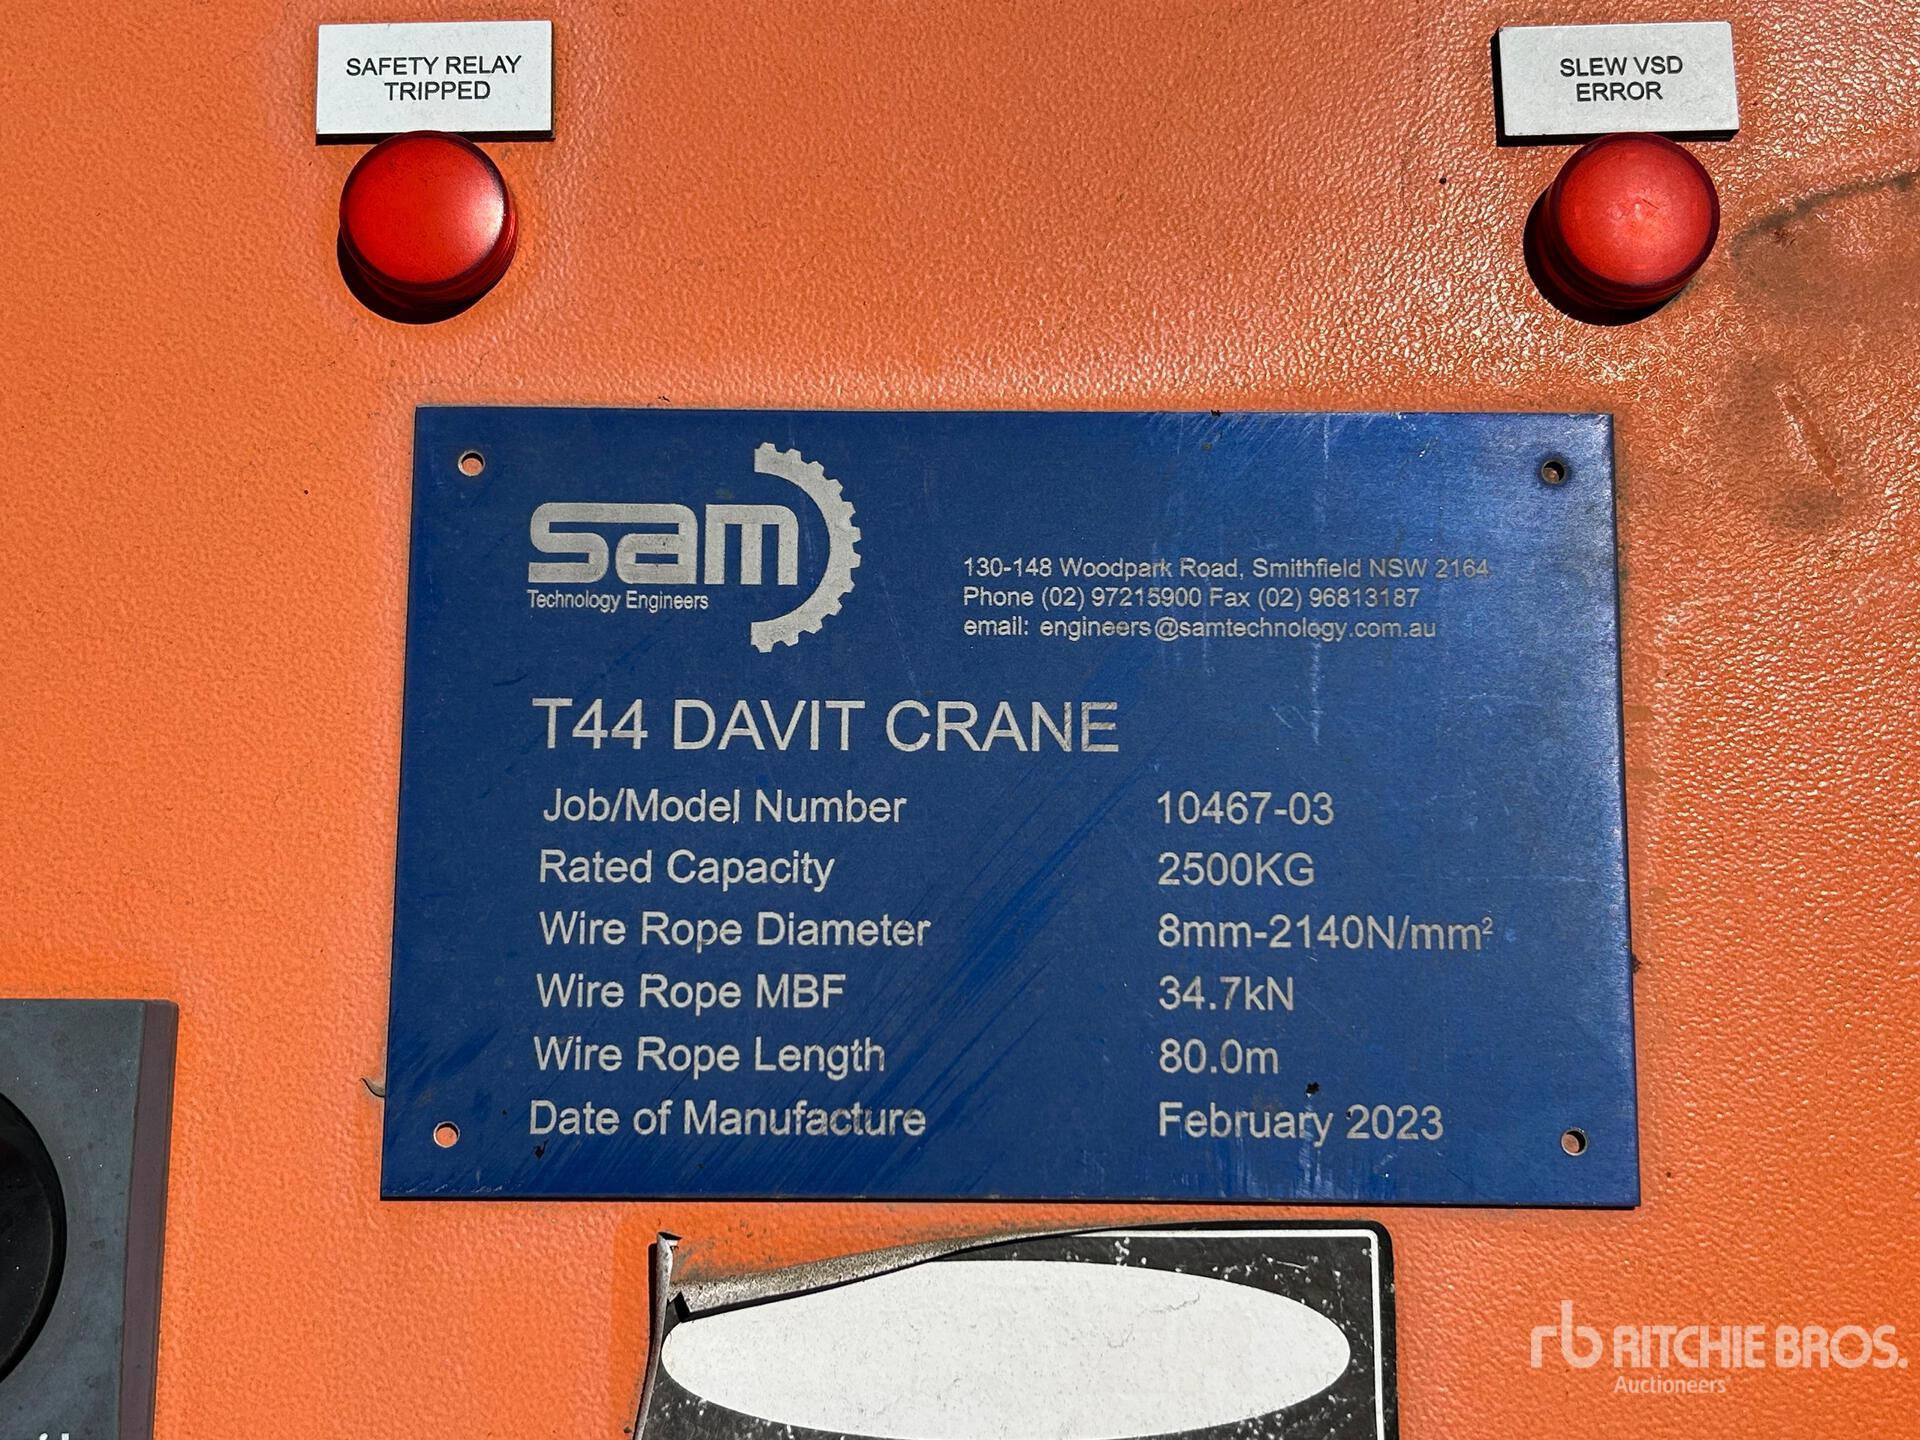 SAFETY RELAY
TRIPPED
SLEW VSD
ERROR
sam
Technology Engineers
130-148 Woodpark Road, Smithfield NSW 2164
Phone (02) 97215900 Fax (02) 96813187
email: engineers@samtechnology.com.au
T44 DAVIT CRANE
Job/Model Number 10467-03
Rated Capacity 2500KG
Wire Rope Diameter 8mm-2140N/mm²
Wire Rope MBF 34.7kN
Wire Rope Length 80.0m
Date of Manufacture February 2023
rb RITCHIE BROS.
Auctioneers